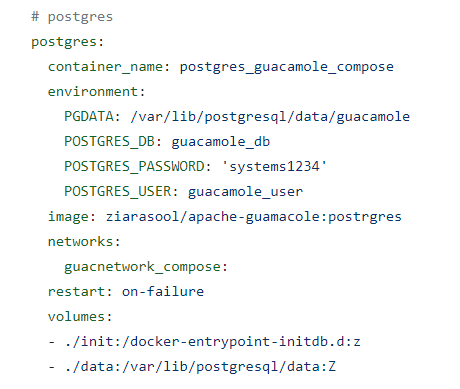 # postgres
postgres:
container_name: postgres_guacamole_compose
environment:
PGDATA: /var/lib/postgresql/data/guacamole
POSTGRES_DB: guacamole_db
POSTGRES_PASSWORD: 'systems1234'
POSTGRES_USER: guacamole_user
image: ziarasool/apache-guamacole:postrgres
networks:
guacnetwork_compose:
restart: on-failure
volumes:
- ./init:/docker-entrypoint-initdb.d:z
- ./data:/var/lib/postgresql/data:Z